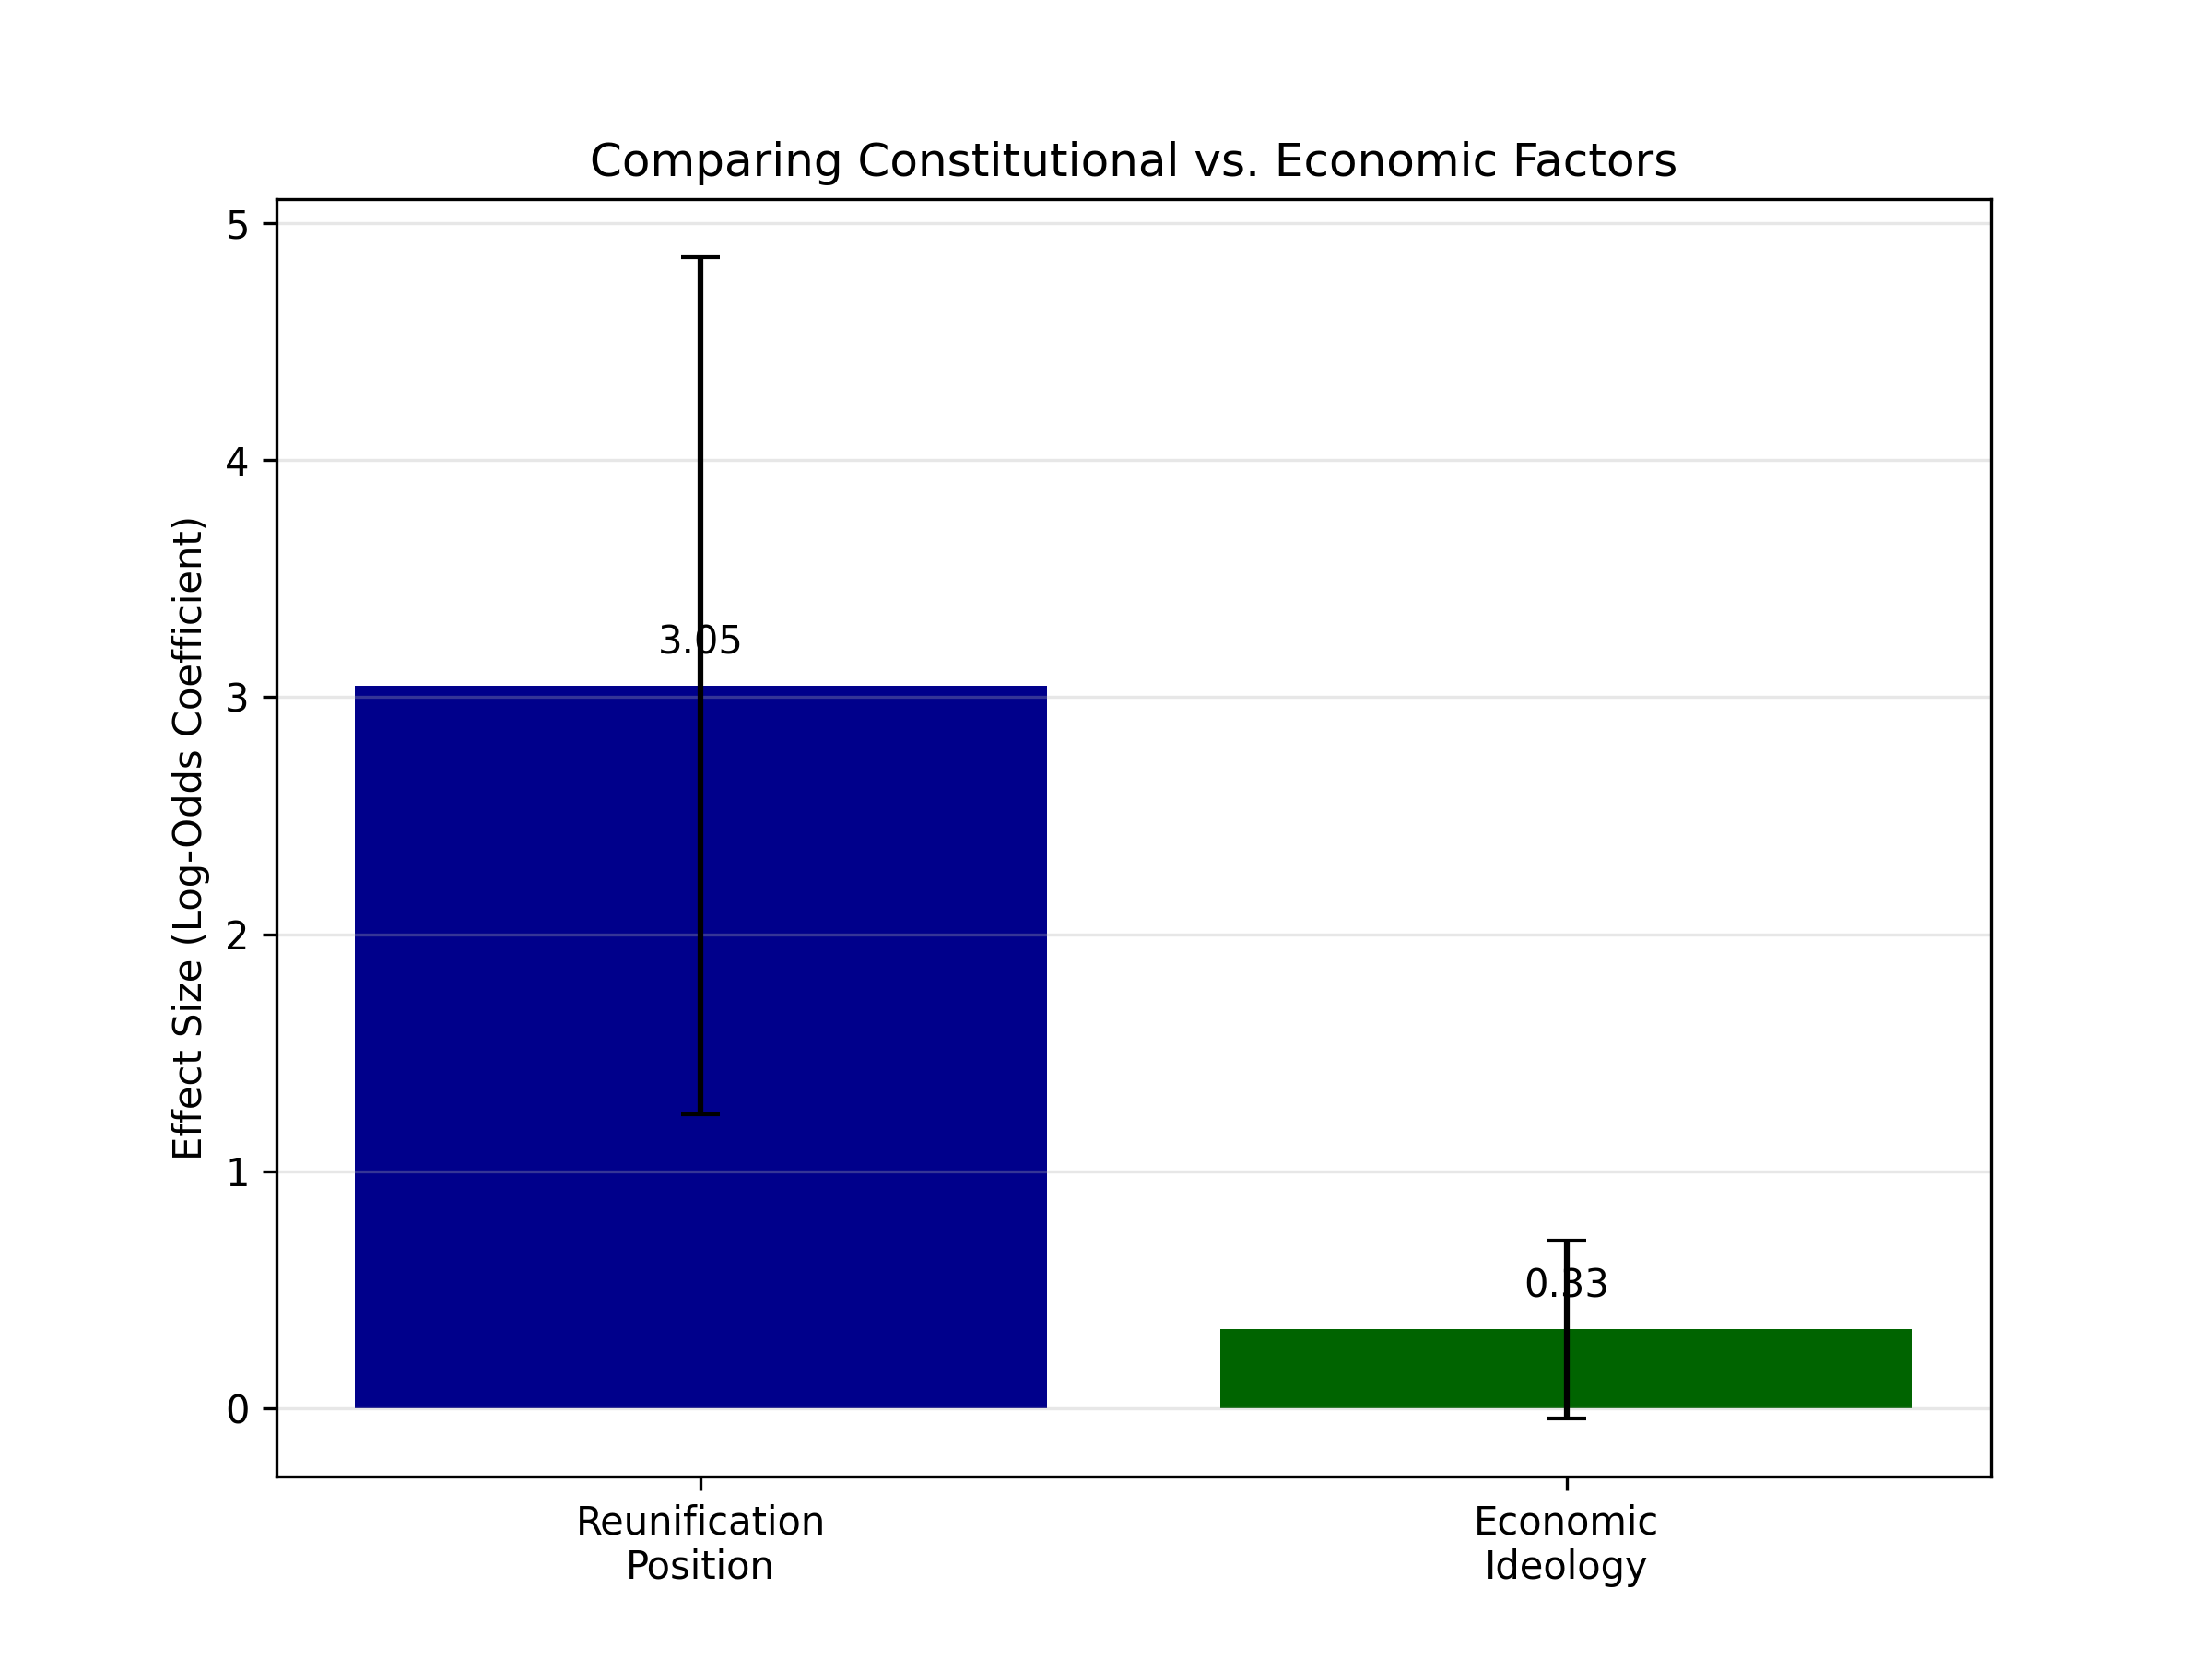 Comparing Constitutional vs. Economic Factors
Effect Size (Log-Odds Coefficient)
5
4
3
2
1
0
3.05
0.33
Reunification
Position
Economic
Ideology